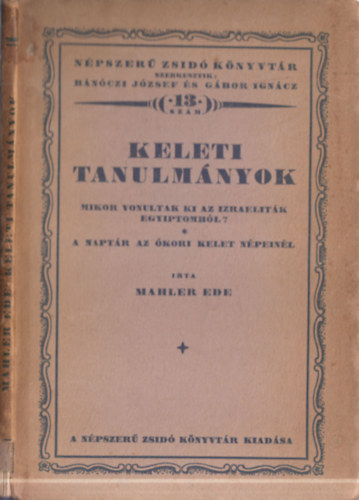 NÉPSZERŰ ZSIDÓ KÖNYVTÁR
SZERKESZTIK:
BÁNÓCZI JÓZSEF ÉS GÁBOR IGNÁCZ
13.
SZÁM
KELETI
TANULMÁNYOK
MIKOR VONULTAK KI AZ IZRAELITÁK
EGYIPTOMBÓL?
*
A NAPTÁR AZ ÓKORI KELET NÉPEINÉL
IRTA
MAHLER EDE
A NÉPSZERŰ ZSIDÓ KÖNYVTÁR KIADÁSA
MAHLER EDE: KELETI TANULMÁNYOK